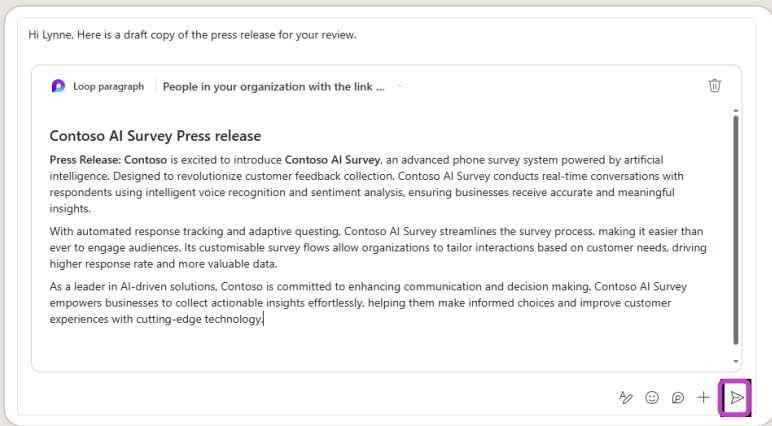 Hi Lynne, Here is a draft copy of the press release for your review.
Loop paragraph People in your organization with the link ...
Contoso AI Survey Press release
Press Release: Contoso is excited to introduce Contoso AI Survey, an advanced phone survey system powered by artificial
intelligence. Designed to revolutionize customer feedback collection. Contoso AI Survey conducts real-time conversations with
respondents using intelligent voice recognition and sentiment analysis, ensuring businesses receive accurate and meaningful
insights.
With automated response tracking and adaptive questing, Contoso AI Survey streamlines the survey process. making it easier than
ever to engage audiences. Its customisable survey flows allow organizations to tailor interactions based on customer needs, driving
higher response rate and more valuable data.
As a leader in AI-driven solutions, Contoso is committed to enhancing communication and decision making. Contoso AI Survey
empowers businesses to collect actionable insights effortlessly, helping them make informed choices and improve customer
experiences with cutting-edge technology.